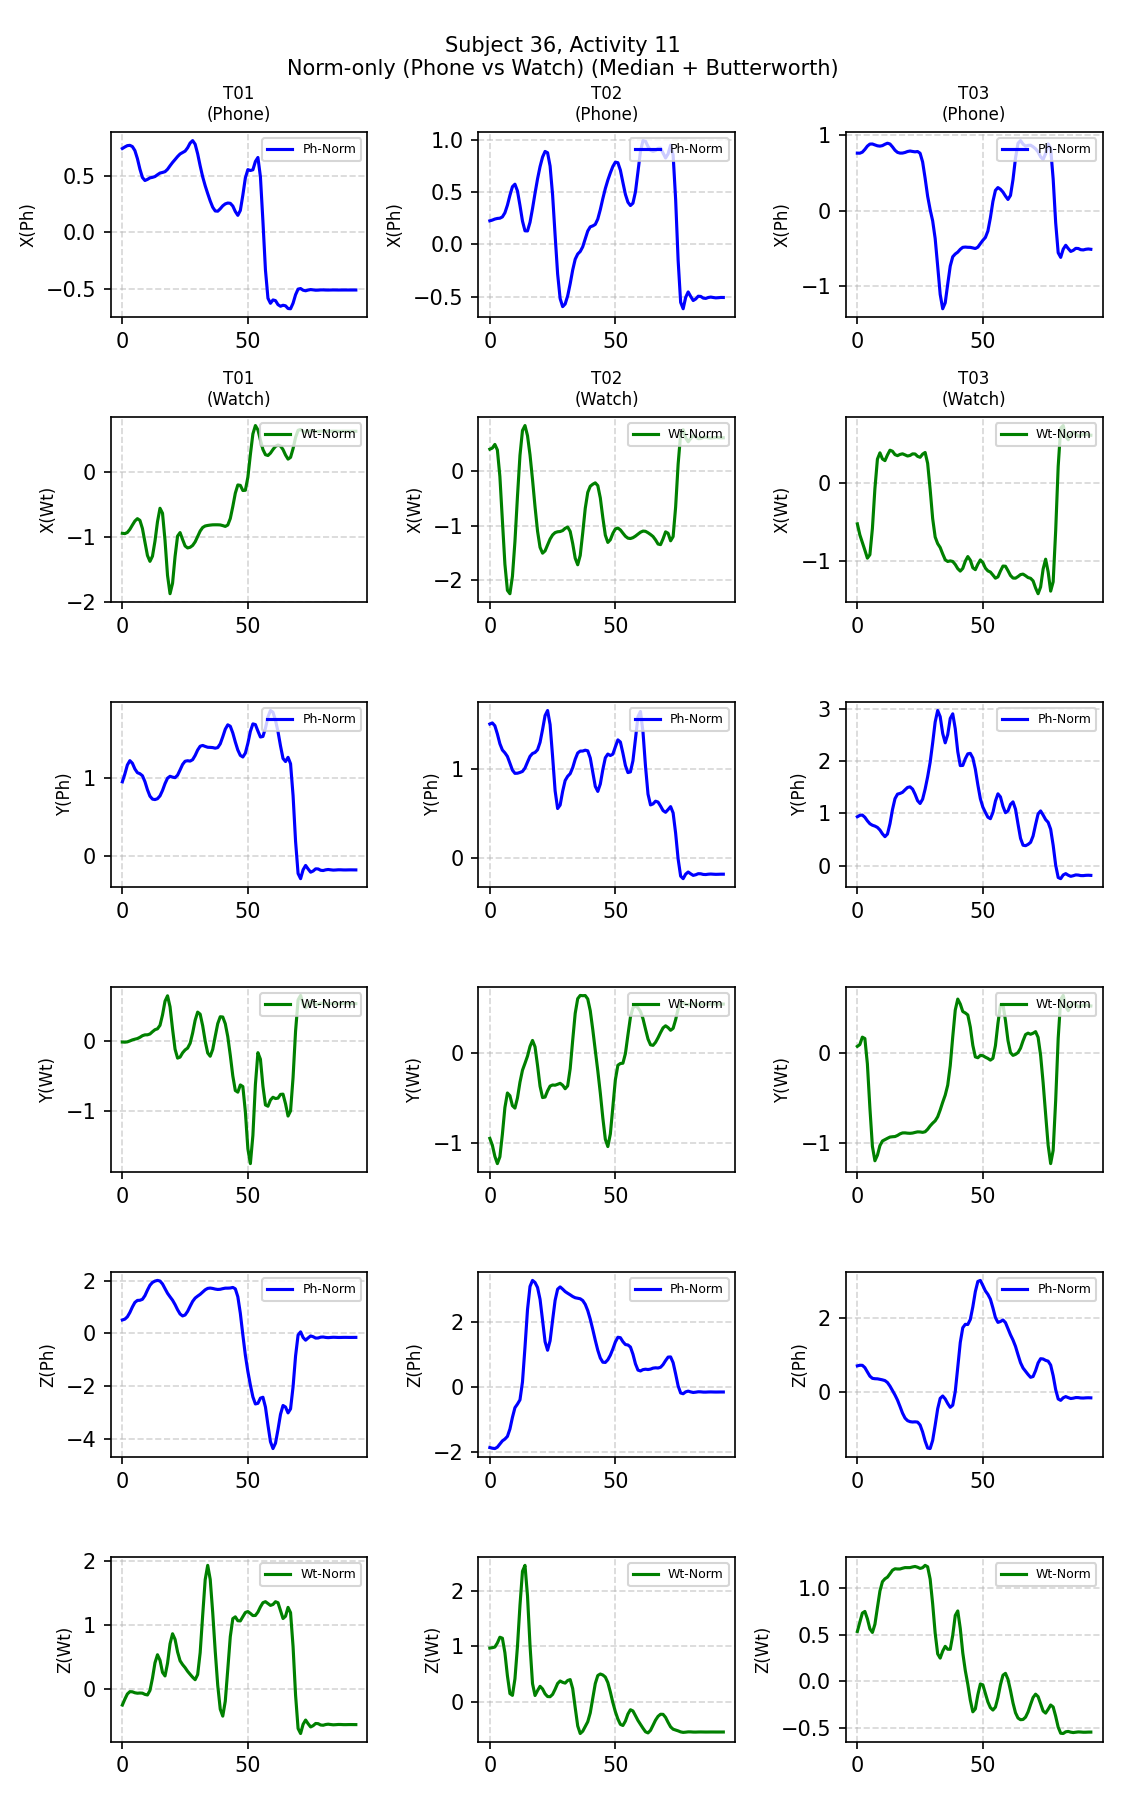 Subject 36, Activity 11
Norm-only (Phone vs Watch) (Median + Butterworth)
T01
(Phone)
T02
(Phone)
T03
(Phone)
X(Ph)
0.5
0.0
−0.5
0
50
Ph-Norm
X(Ph)
1.0
0.5
0.0
−0.5
0
50
Ph-Norm
X(Ph)
1
0
−1
0
50
Ph-Norm
T01
(Watch)
T02
(Watch)
T03
(Watch)
X(Wt)
0
−1
−2
0
50
Wt-Norm
X(Wt)
0
−1
−2
0
50
Wt-Norm
X(Wt)
0
−1
0
50
Wt-Norm
Y(Ph)
1
0
0
50
Ph-Norm
Y(Ph)
1
0
0
50
Ph-Norm
Y(Ph)
3
2
1
0
0
50
Ph-Norm
Y(Wt)
0
−1
0
50
Wt-Norm
Y(Wt)
0
−1
0
50
Wt-Norm
Y(Wt)
0
−1
0
50
Wt-Norm
Z(Ph)
2
0
−2
−4
0
50
Ph-Norm
Z(Ph)
2
0
−2
0
50
Ph-Norm
Z(Ph)
2
0
0
50
Ph-Norm
Z(Wt)
2
1
0
0
50
Wt-Norm
Z(Wt)
2
1
0
0
50
Wt-Norm
Z(Wt)
1.0
0.5
0.0
−0.5
0
50
Wt-Norm